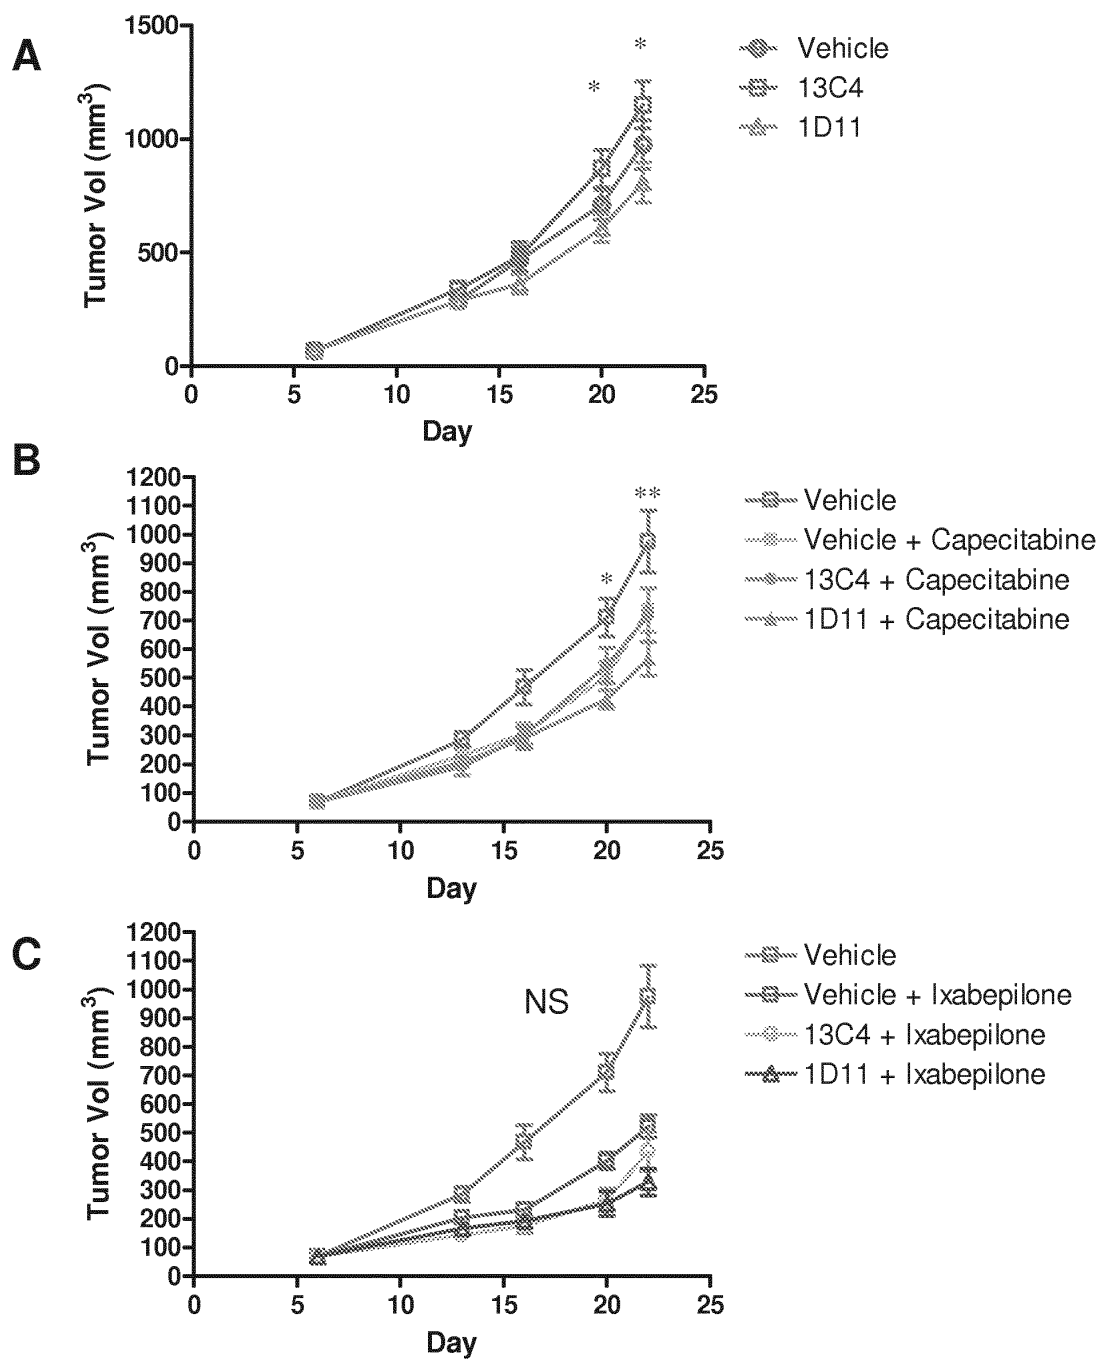 A
Tumor Vol (mm³)
1500
1000
500
0
0 5 10 15 20 25
Day
*
*
Vehicle
13C4
1D11
B
Tumor Vol (mm³)
1200
1100
1000
900
800
700
600
500
400
300
200
100
0
0 5 10 15 20 25
Day
*
**
Vehicle
Vehicle + Capecitabine
13C4 + Capecitabine
1D11 + Capecitabine
C
Tumor Vol (mm³)
1200
1100
1000
900
800
700
600
500
400
300
200
100
0
0 5 10 15 20 25
Day
NS
Vehicle
Vehicle + Ixabepilone
13C4 + Ixabepilone
1D11 + Ixabepilone